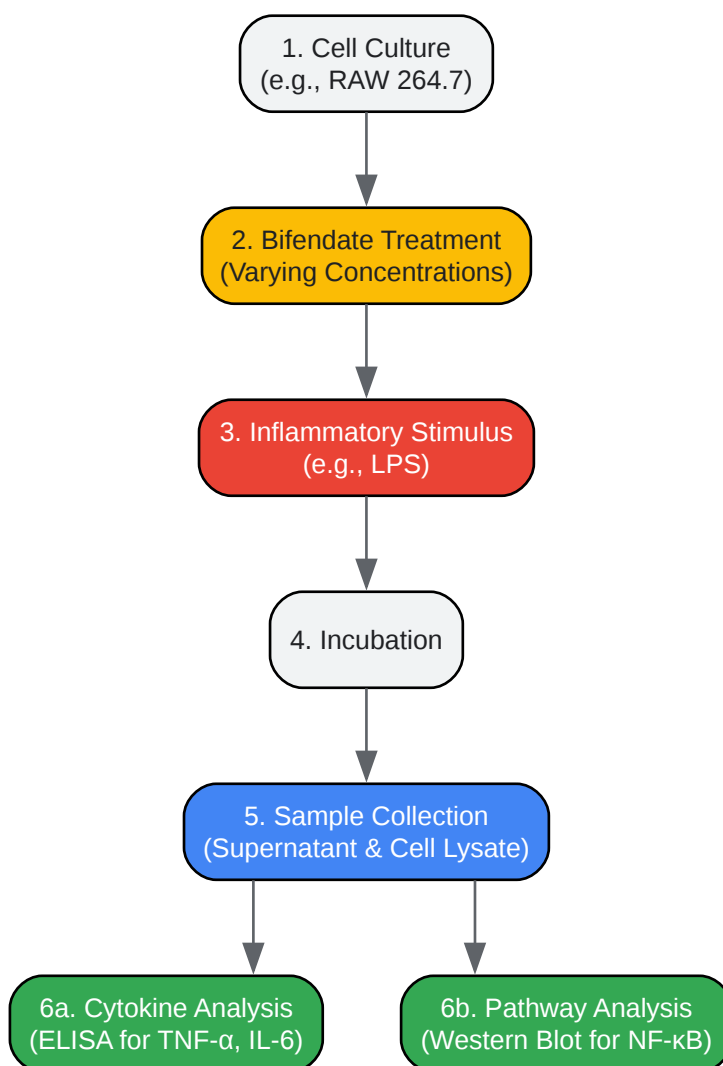 1. Cell Culture
(e.g., RAW 264.7)
2. Bifendate Treatment
(Varying Concentrations)
3. Inflammatory Stimulus
(e.g., LPS)
4. Incubation
5. Sample Collection
(Supernatant & Cell Lysate)
6a. Cytokine Analysis
(ELISA for TNF-α, IL-6)
6b. Pathway Analysis
(Western Blot for NF-κB)